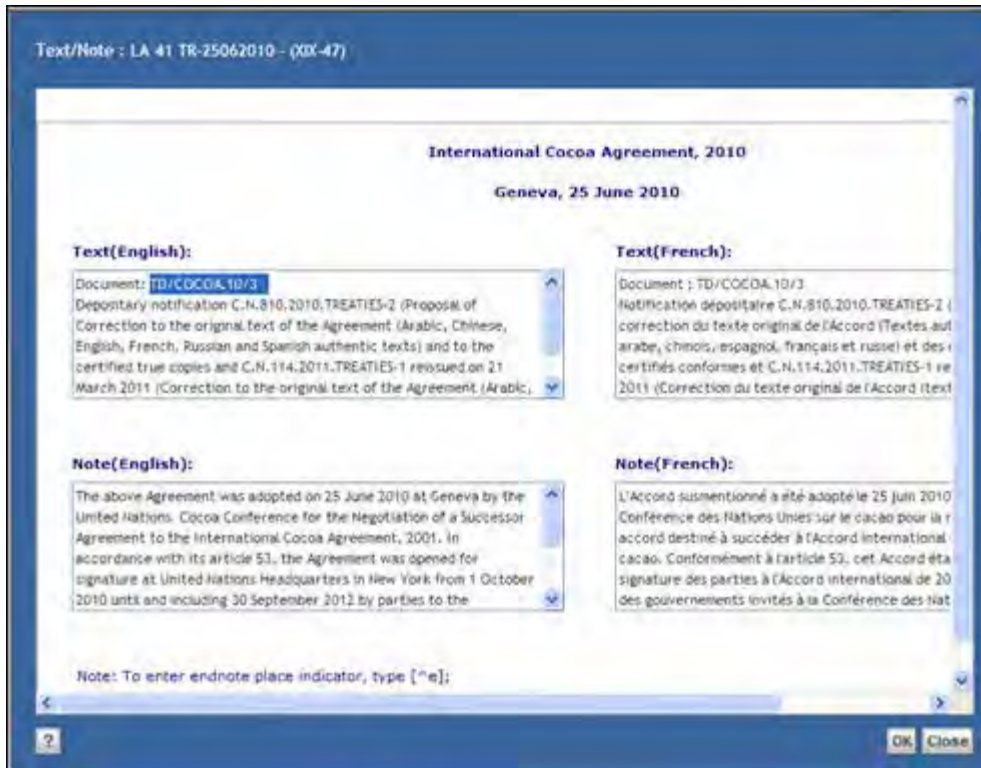 Text/Note : LA 41 TR-25062010 - (XIX-47)
International Cocoa Agreement, 2010
Geneva, 25 June 2010
Text(English):
Document: TD/COCOA.10/3
Depositary notification C.N.810.2010.TREATIES-2 (Proposal of
Correction to the original text of the Agreement (Arabic, Chinese,
English, French, Russian and Spanish authentic texts) and to the
certified true copies and C.N.114.2011.TREATIES-1 reissued on 21
March 2011 (Correction to the original text of the Agreement (Arabic,
Text(French):
Document : TD/COCOA.10/3
Notification dépositaire C.N.810.2010.TREATIES-2 (
correction du texte original de l'Accord (Textes aut
arabe, chinois, espagnol, français et russe) et des
certifiés conformes et C.N.114.2011.TREATIES-1 re
2011 (Correction du texte original de l'Accord (text
Note(English):
The above Agreement was adopted on 25 June 2010 at Geneva by the
United Nations Cocoa Conference for the Negotiation of a Successor
Agreement to the International Cocoa Agreement, 2001. In
accordance with its article 53, the Agreement was opened for
signature at United Nations Headquarters in New York from 1 October
2010 until and including 30 September 2012 by parties to the
Note(French):
L'Accord susmentionné a été adopté le 25 juin 2010
Conférence des Nations Unies sur le cacao pour la
accord destiné à succéder à l'Accord international
cacao. Conformément à l'article 53, cet Accord éta
signature des parties à l'Accord international de 20
des gouvernements invités à la Conférence des Nat
Note: To enter endnote place indicator, type [^e];
?
OK Close